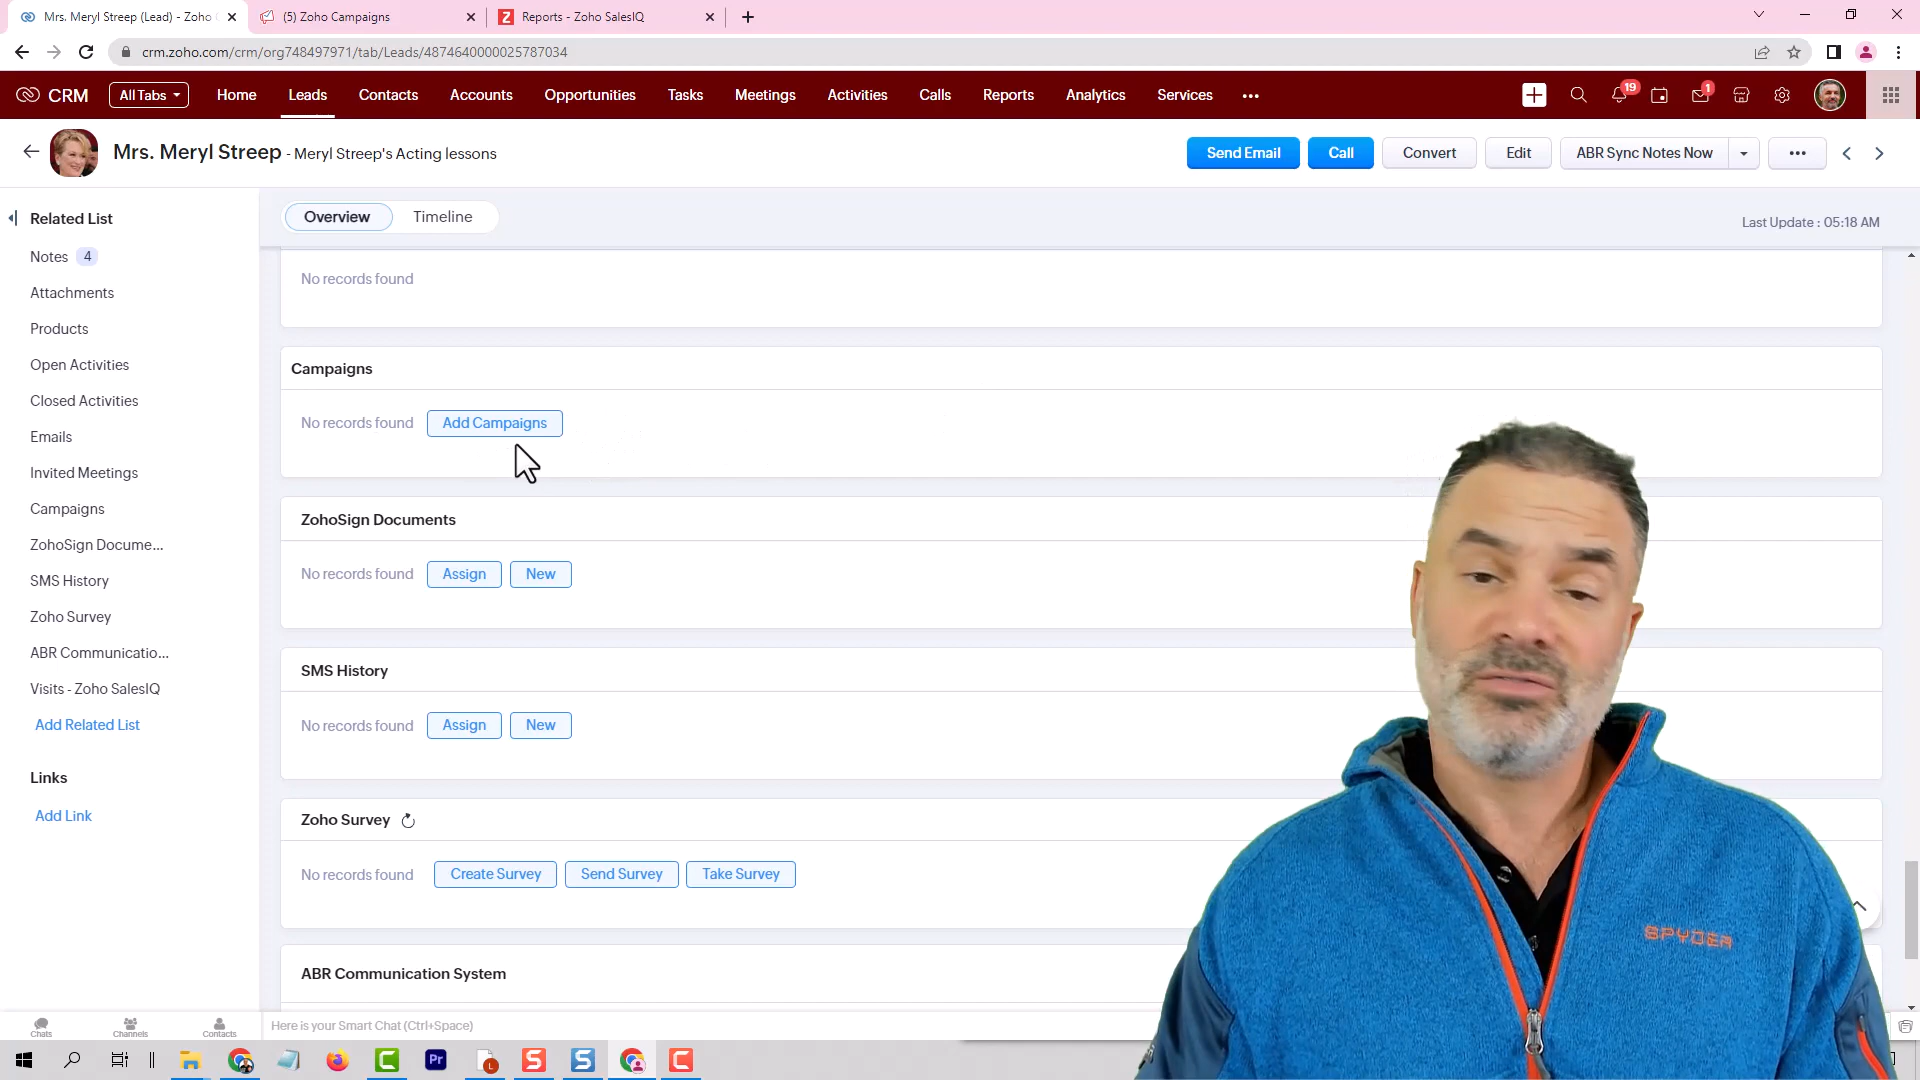 Mrs. Meryl Streep (Lead) - Zoho
(5) Zoho Campaigns
Reports - Zoho SalesIQ
crm.zoho.com/crm/org748497971/tab/Leads/4874640000025787034
CRM
All Tabs
Home
Leads
Contacts
Accounts
Opportunities
Tasks
Meetings
Activities
Calls
Reports
Analytics
Services
19
1
Mrs. Meryl Streep - Meryl Streep's Acting lessons
Send Email
Call
Convert
Edit
ABR Sync Notes Now
Related List
Overview
Timeline
Last Update : 05:18 AM
Notes 4
Attachments
Products
Open Activities
Closed Activities
Emails
Invited Meetings
Campaigns
ZohoSign Docume...
SMS History
Zoho Survey
ABR Communicatio...
Visits - Zoho SalesIQ
Add Related List
Links
Add Link
No records found
Campaigns
No records found
Add Campaigns
ZohoSign Documents
No records found
Assign
New
SMS History
No records found
Assign
New
Zoho Survey
No records found
Create Survey
Send Survey
Take Survey
ABR Communication System
SPYDER
Chats
Channels
Contacts
Here is your Smart Chat (Ctrl+Space)
Pr